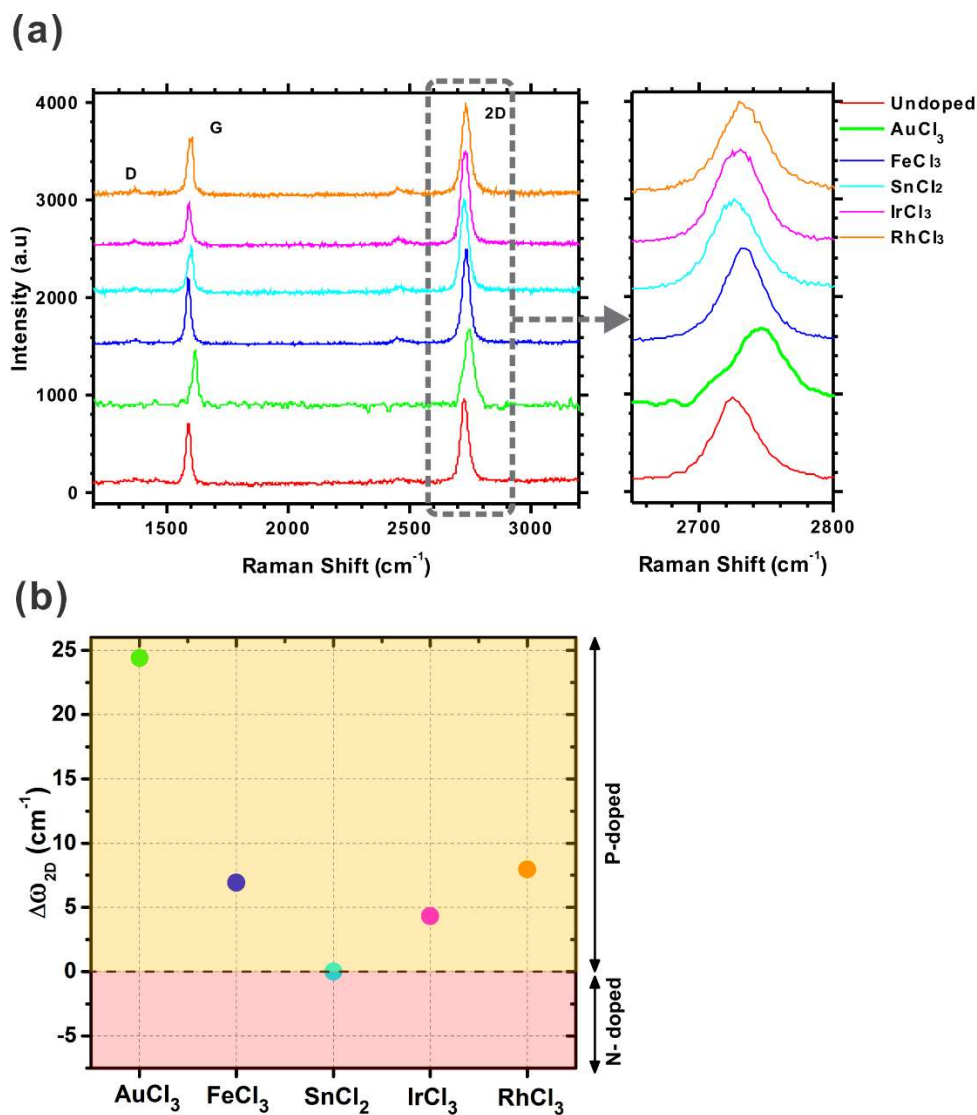 (a)
4000
3000
2000
1000
0
Intensity (a.u)
D
G
2D
1500 2000 2500 3000
Raman Shift (cm⁻¹)
2700 2800
Raman Shift (cm⁻¹)
Undoped
AuCl₃
FeCl₃
SnCl₂
IrCl₃
RhCl₃
(b)
25
20
15
10
5
0
-5
Δω₂D (cm⁻¹)
AuCl₃ FeCl₃ SnCl₂ IrCl₃ RhCl₃
P-doped
N- doped